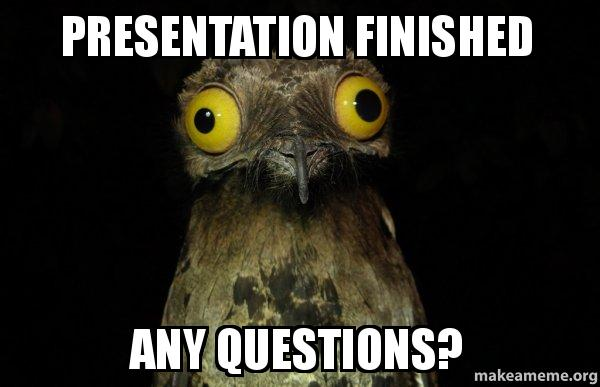 PRESENTATION FINISHED
ANY QUESTIONS?
makeameme.org